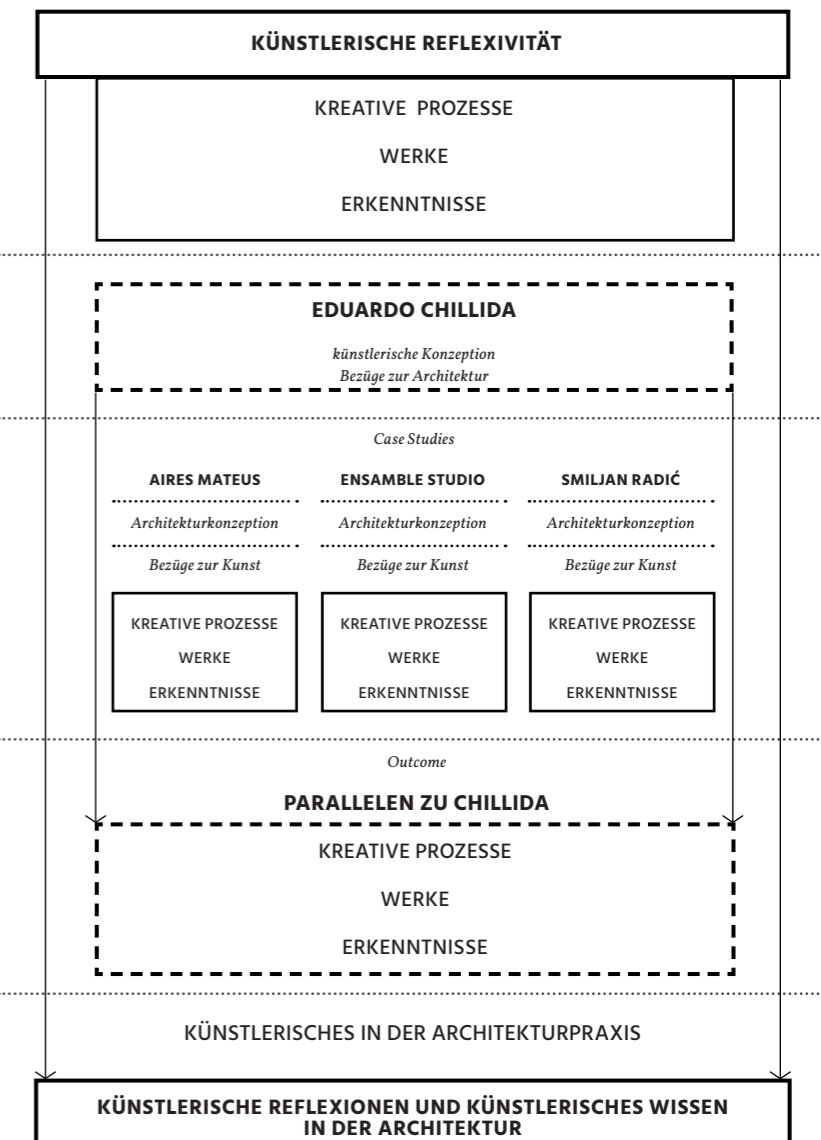 KÜNSTLERISCHE REFLEXIVITÄT
KREATIVE PROZESSE
WERKE
ERKENNTNISSE
EDUARDO CHILLIDA
künstlerische Konzeption
Bezüge zur Architektur
Case Studies
AIRES MATEUS
Architekturkonzeption
Bezüge zur Kunst
KREATIVE PROZESSE
WERKE
ERKENNTNISSE
ENSAMBLE STUDIO
Architekturkonzeption
Bezüge zur Kunst
KREATIVE PROZESSE
WERKE
ERKENNTNISSE
SMILJAN RADIĆ
Architekturkonzeption
Bezüge zur Kunst
KREATIVE PROZESSE
WERKE
ERKENNTNISSE
Outcome
PARALLELEN ZU CHILLIDA
KREATIVE PROZESSE
WERKE
ERKENNTNISSE
KÜNSTLERISCHES IN DER ARCHITEKTURPRAXIS
KÜNSTLERISCHE REFLEXIONEN UND KÜNSTLERISCHES WISSEN
IN DER ARCHITEKTUR